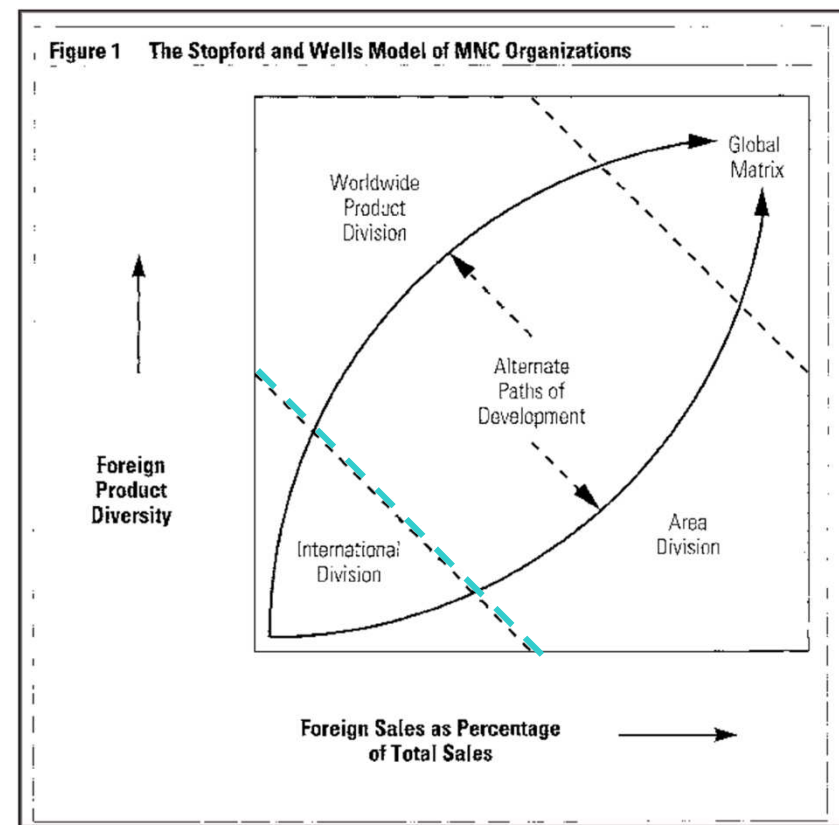 Figure 1 The Stopford and Wells Model of MNC Organizations
Global
Matrix
Worldwide
Product
Division
Alternate
Paths of
Development
Foreign
Product
Diversity
International
Division
Area
Division
Foreign Sales as Percentage
of Total Sales